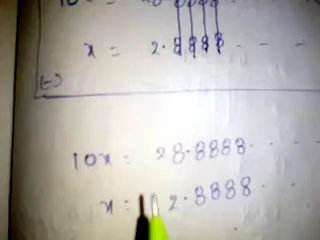 x = 2.8888 . - -
(-)
10x = 28.8888 . . . .
x = 2.8888 . .